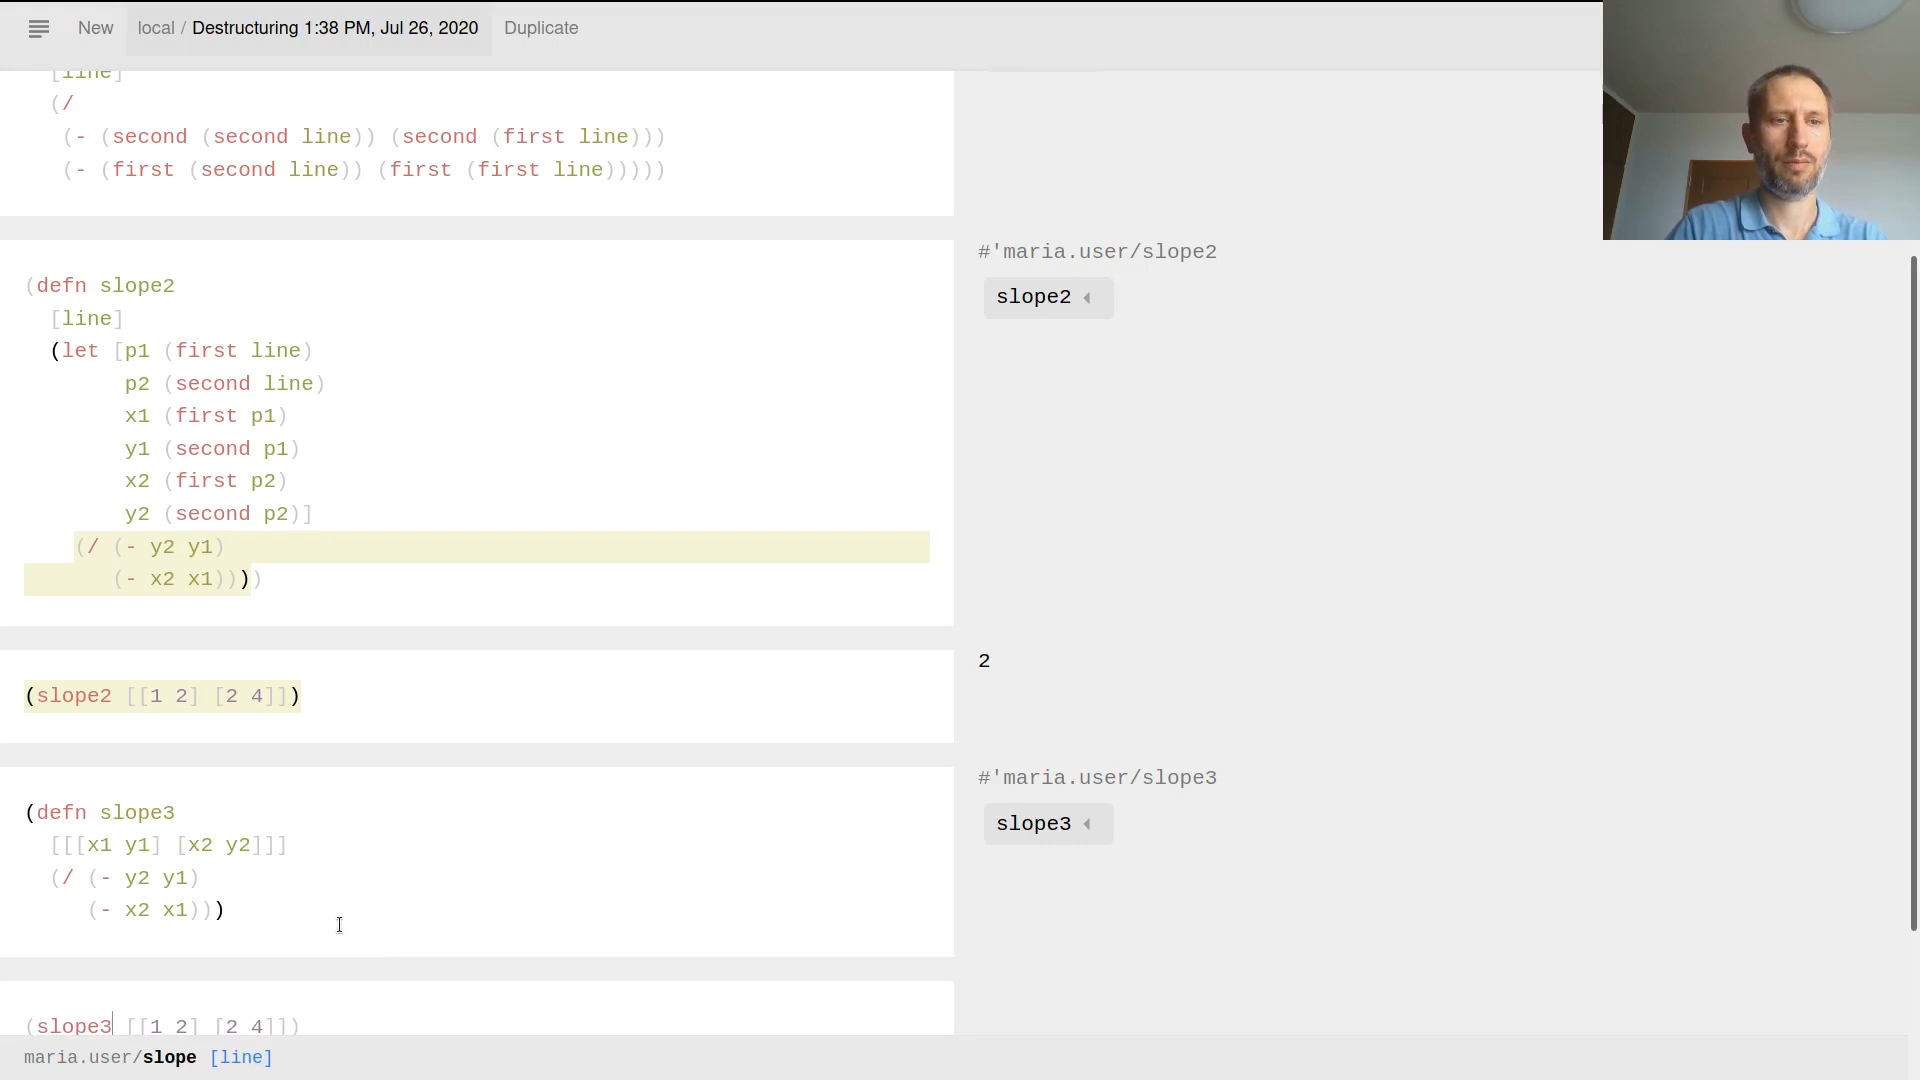 New local / Destructuring 1:38 PM, Jul 26, 2020 Duplicate
[line]
(/
(- (second (second line)) (second (first line)))
(- (first (second line)) (first (first line)))))
(defn slope2
[line]
(let [p1 (first line)
p2 (second line)
x1 (first p1)
y1 (second p1)
x2 (first p2)
y2 (second p2)]
(/ (- y2 y1)
(- x2 x1))))
#'maria.user/slope2
slope2
(slope2 [[1 2] [2 4]])
2
(defn slope3
[[[x1 y1] [x2 y2]]]
(/ (- y2 y1)
(- x2 x1)))
#'maria.user/slope3
slope3
(slope3 [[1 2] [2 4]])
maria.user/slope [line]